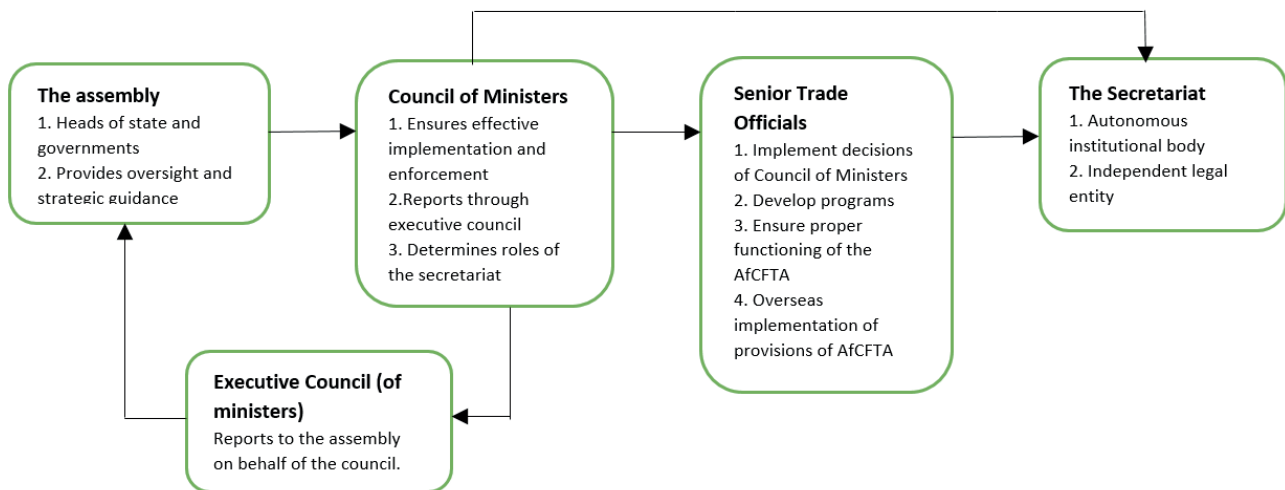 The assembly
1. Heads of state and
governments
2. Provides oversight and
strategic guidance
Council of Ministers
1. Ensures effective
implementation and
enforcement
2.Reports through
executive council
3. Determines roles of
the secretariat
Senior Trade
Officials
1. Implement decisions
of Council of Ministers
2. Develop programs
3. Ensure proper
functioning of the
AfCFTA
4. Overseas
implementation of
provisions of AfCFTA
The Secretariat
1. Autonomous
institutional body
2. Independent legal
entity
Executive Council (of
ministers)
Reports to the assembly
on behalf of the council.